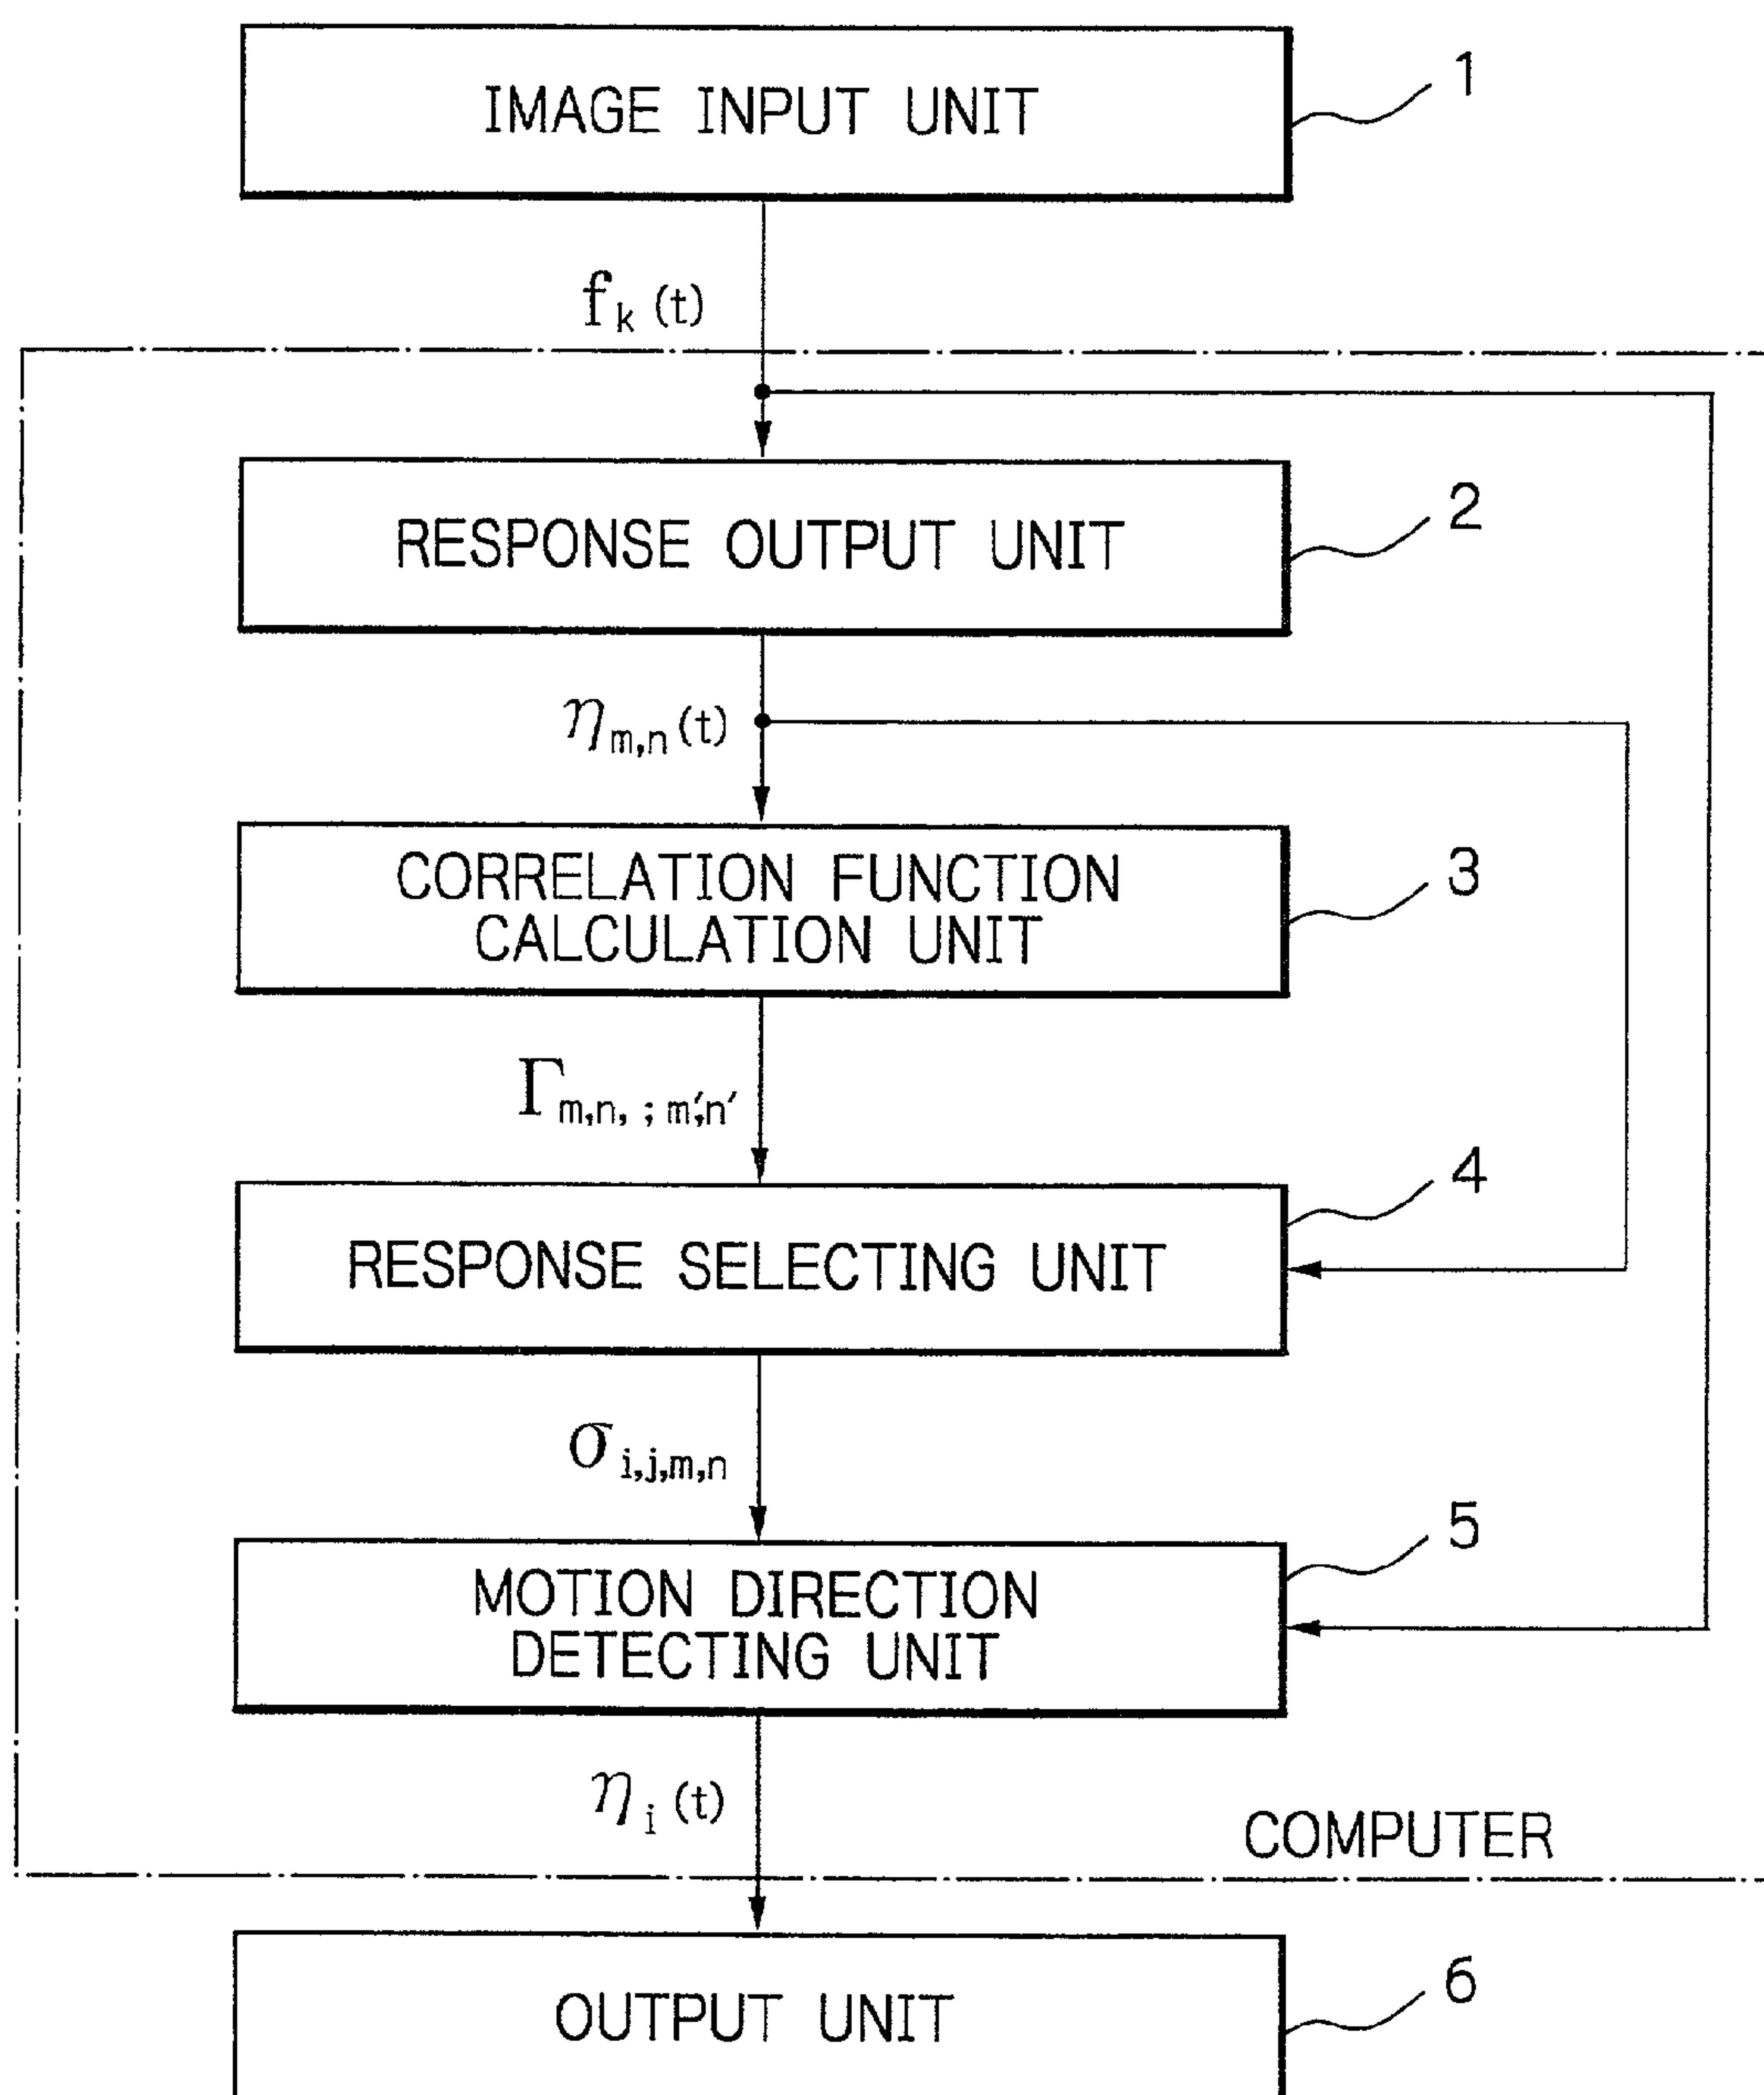 IMAGE INPUT UNIT
1
fk (t)
RESPONSE OUTPUT UNIT
2
ηm,n(t)
CORRELATION FUNCTION
CALCULATION UNIT
3
Γm,n, ; m′,n′
RESPONSE SELECTING UNIT
4
σi,j,m,n
MOTION DIRECTION
DETECTING UNIT
5
ηi (t)
COMPUTER
OUTPUT UNIT
6